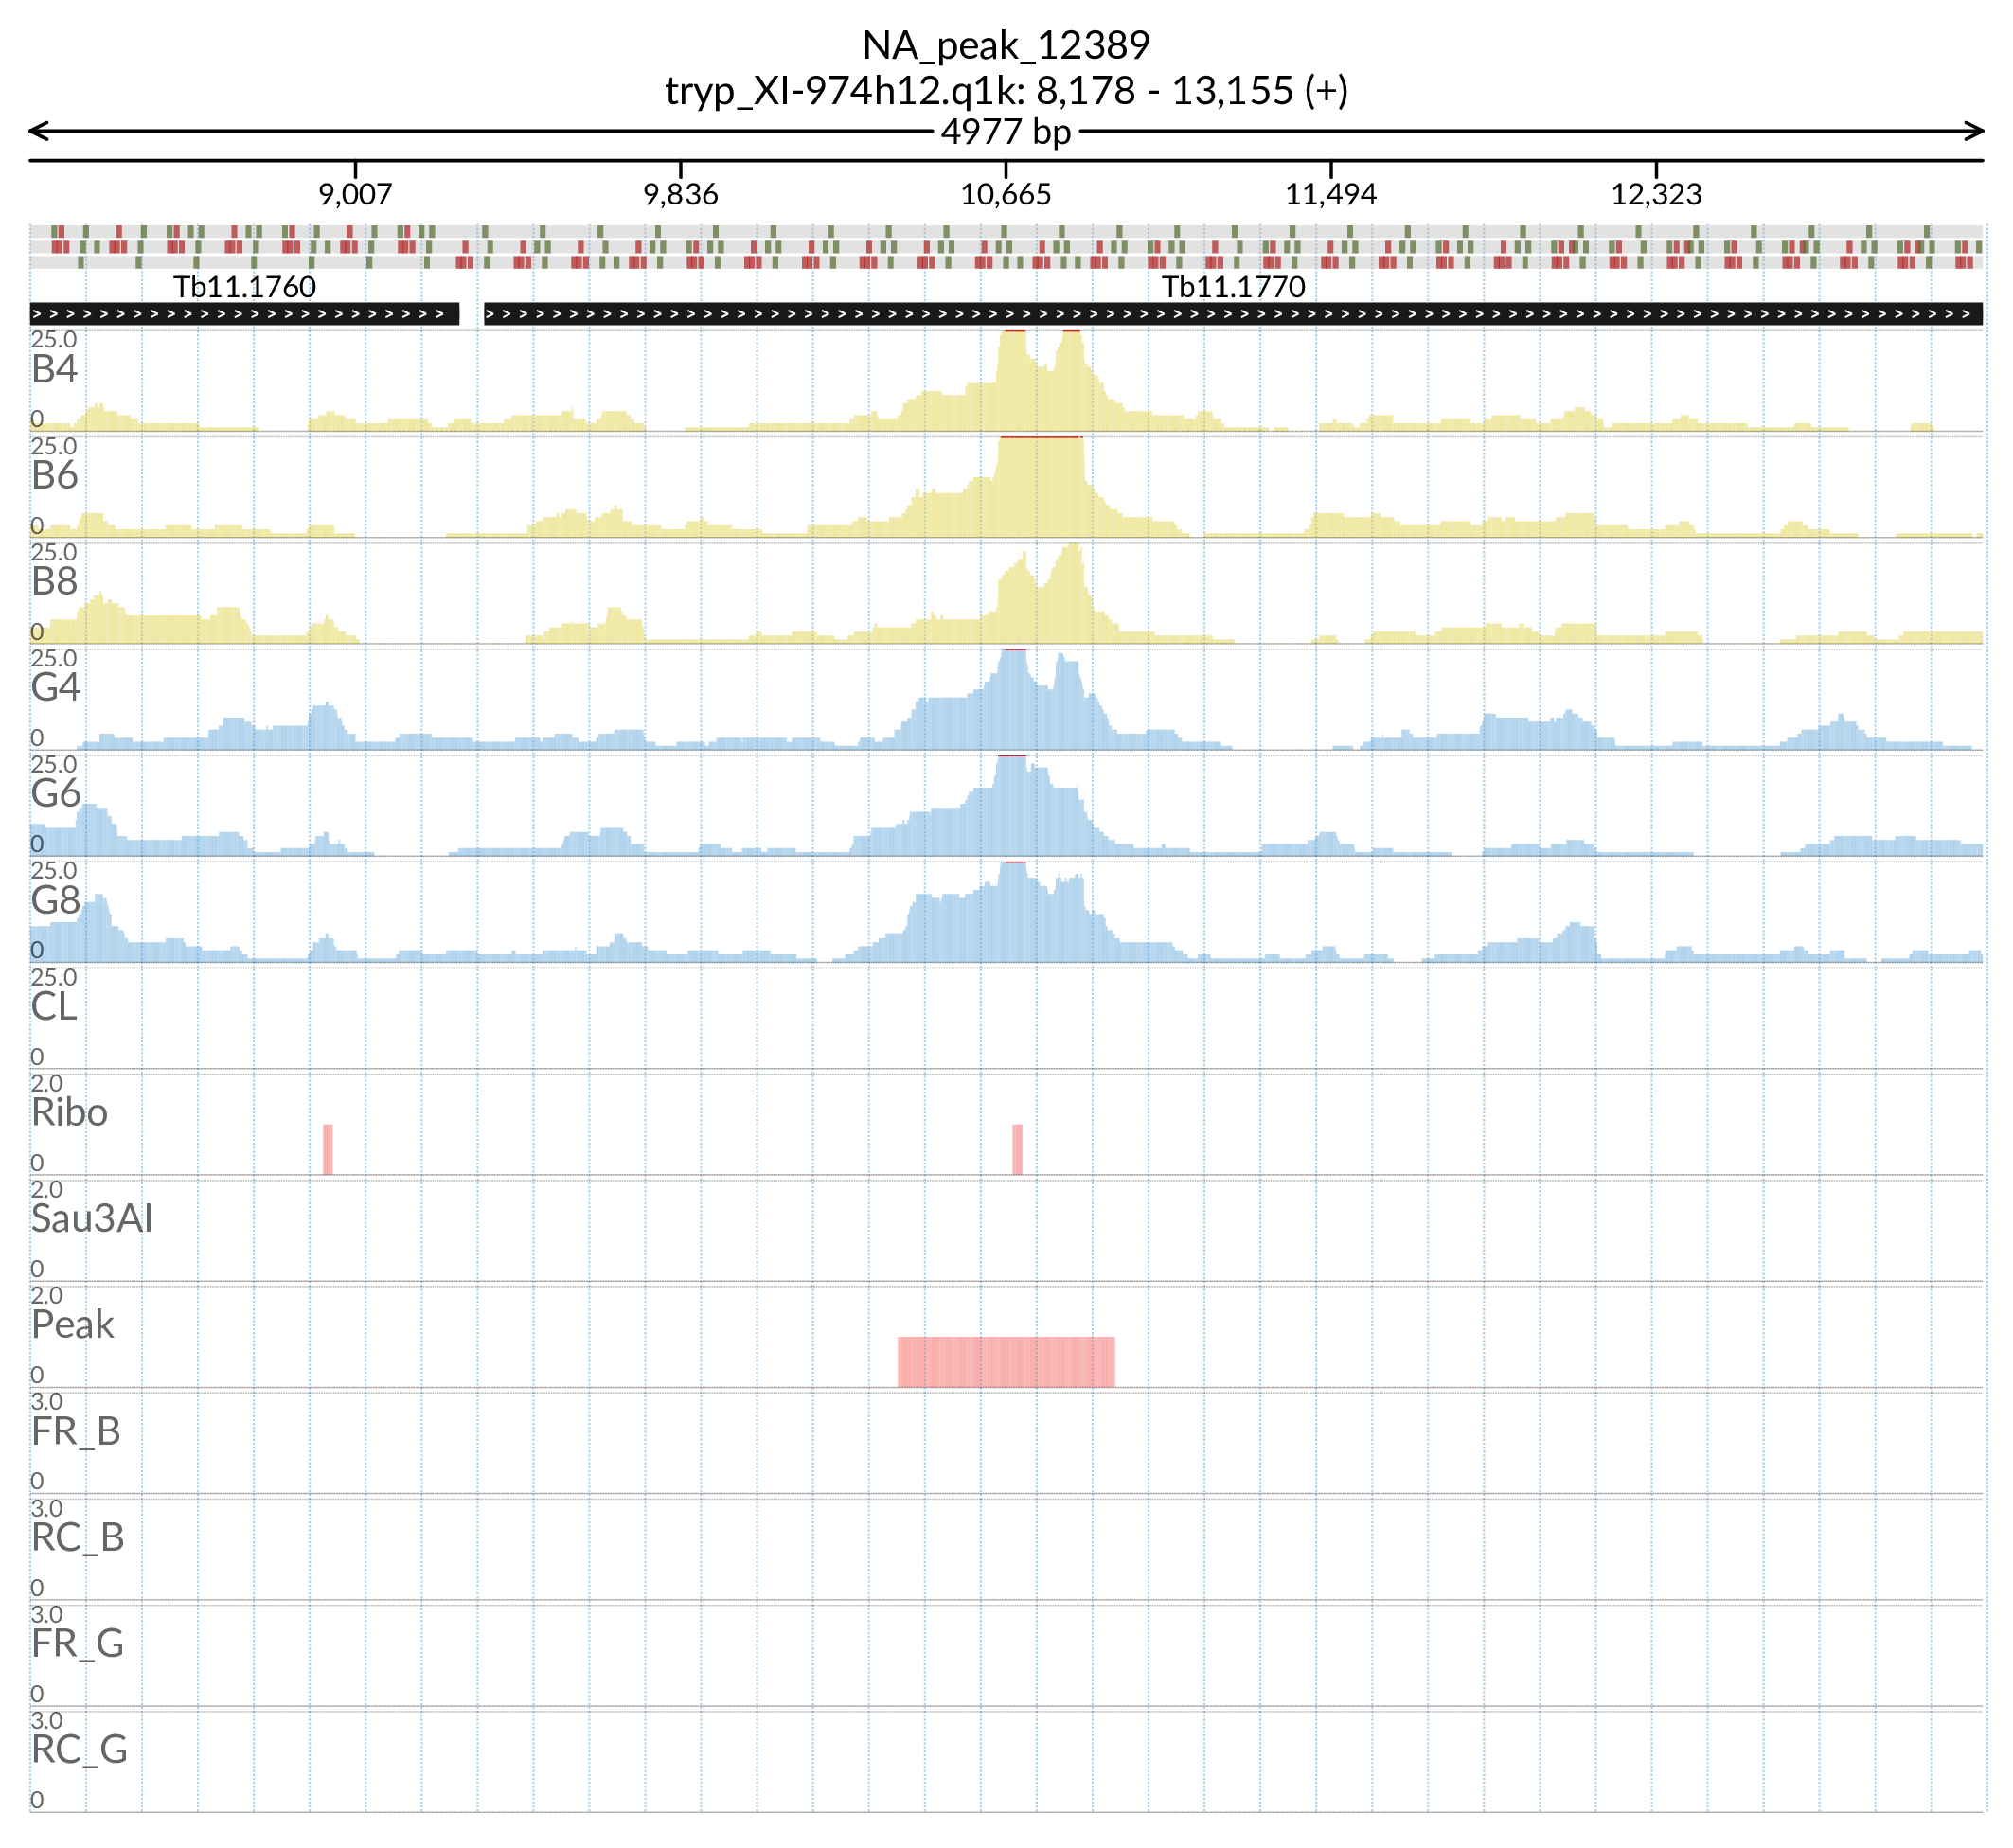 NA_peak_12389
tryp_XI-974h12.q1k: 8,178 - 13,155 (+)
4977 bp
9,007 9,836 10,665 11,494 12,323
Tb11.1760 Tb11.1770
25.0
B4
0
25.0
B6
0
25.0
B8
0
25.0
G4
0
25.0
G6
0
25.0
G8
0
25.0
CL
0
2.0
Ribo
0
2.0
Sau3AI
0
2.0
Peak
0
3.0
FR_B
0
3.0
RC_B
0
3.0
FR_G
0
3.0
RC_G
0